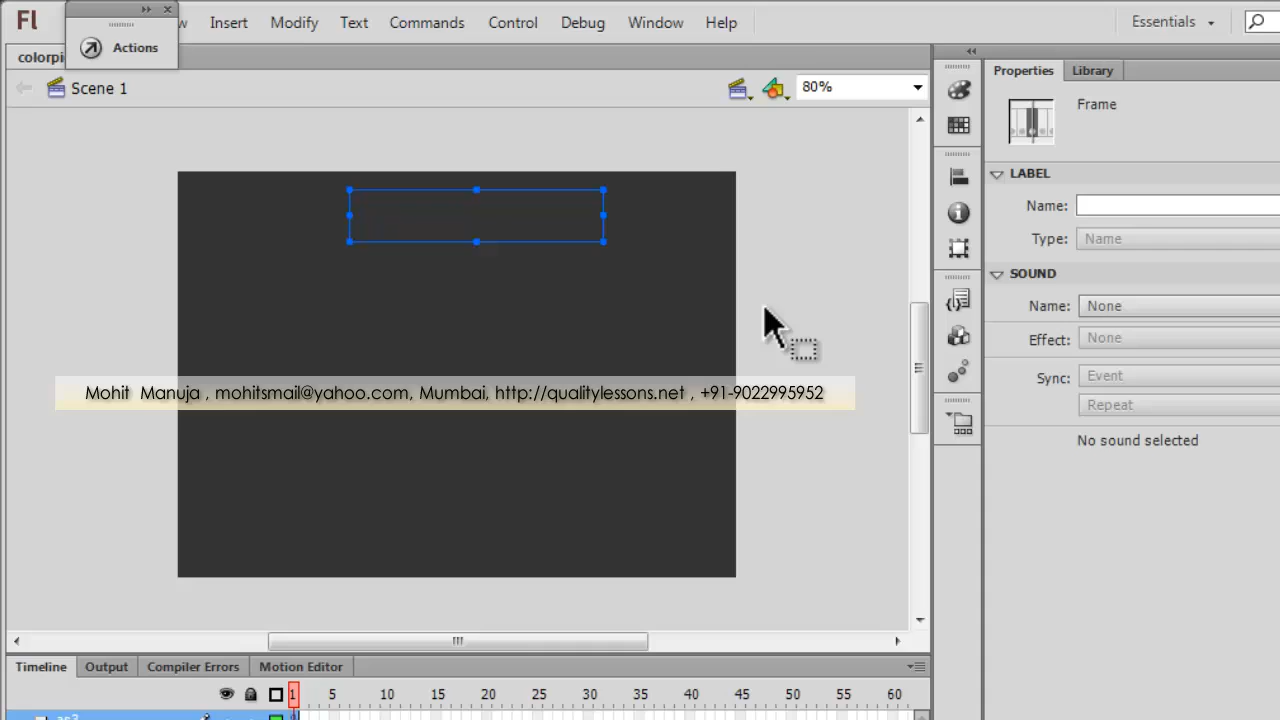 Fl
Insert Modify Text Commands Control Debug Window Help
Essentials
Actions
Scene 1
80%
Properties Library
Frame
LABEL
Name:
Type: Name
SOUND
Name: None
Effect: None
Sync: Event
Repeat
No sound selected
Mohit Manuja , mohitsmail@yahoo.com, Mumbai, http://qualitylessons.net , +91-9022995952
Timeline Output Compiler Errors Motion Editor
1 5 10 15 20 25 30 35 40 45 50 55 60
as3